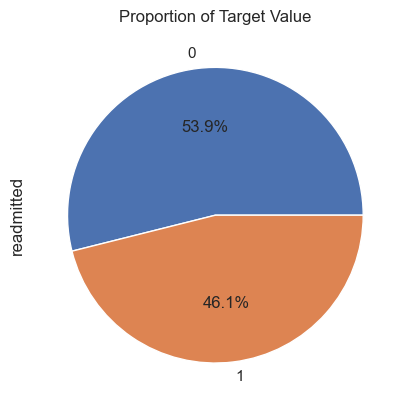 Proportion of Target Value
0
53.9%
readmitted
46.1%
1